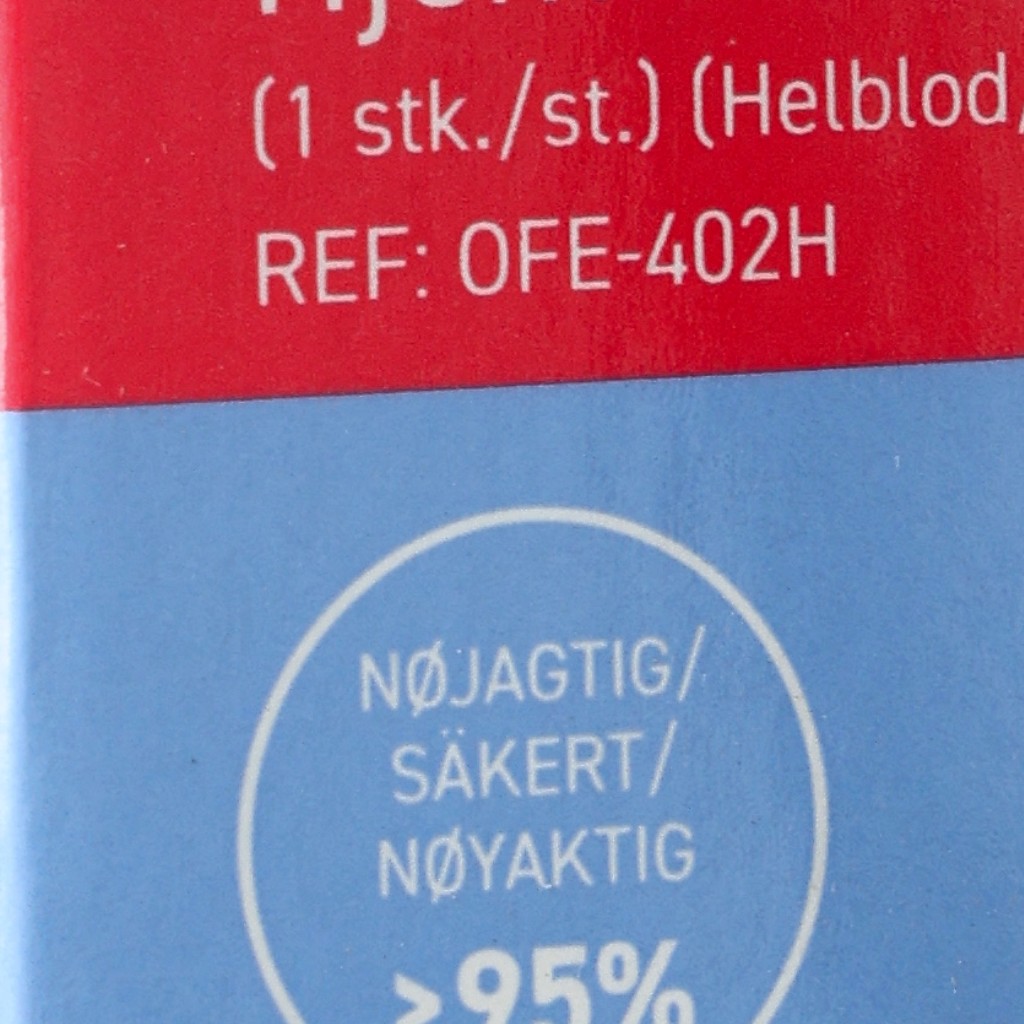 (1 stk./st.) (Helblod,
REF: OFE-402H
NØJAGTIG/
SÄKERT/
NØYAKTIG
>95%